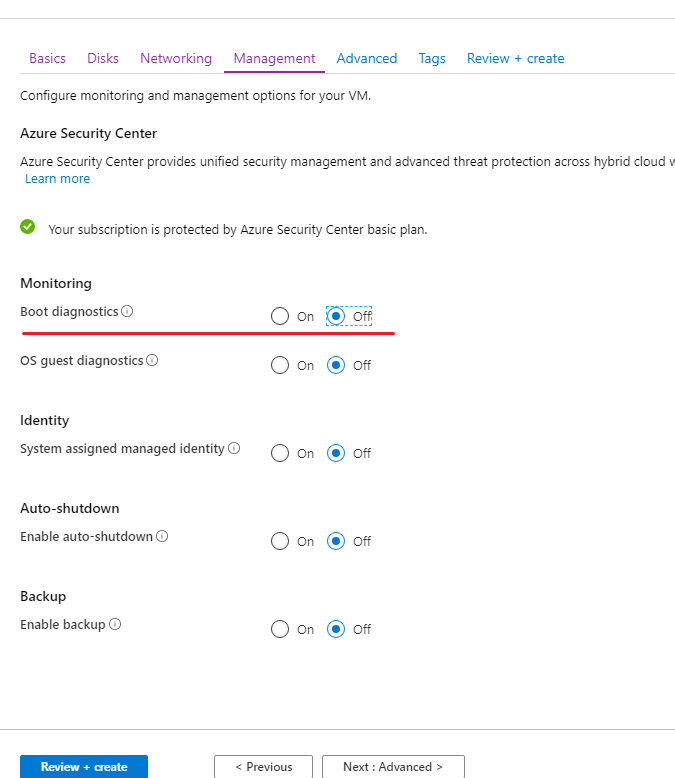 Basics Disks Networking Management Advanced Tags Review + create
Configure monitoring and management options for your VM.
Azure Security Center
Azure Security Center provides unified security management and advanced threat protection across hybrid cloud
Learn more
Your subscription is protected by Azure Security Center basic plan.
Monitoring
Boot diagnostics On Off
OS guest diagnostics On Off
Identity
System assigned managed identity On Off
Auto-shutdown
Enable auto-shutdown On Off
Backup
Enable backup On Off
Review + create < Previous Next : Advanced >